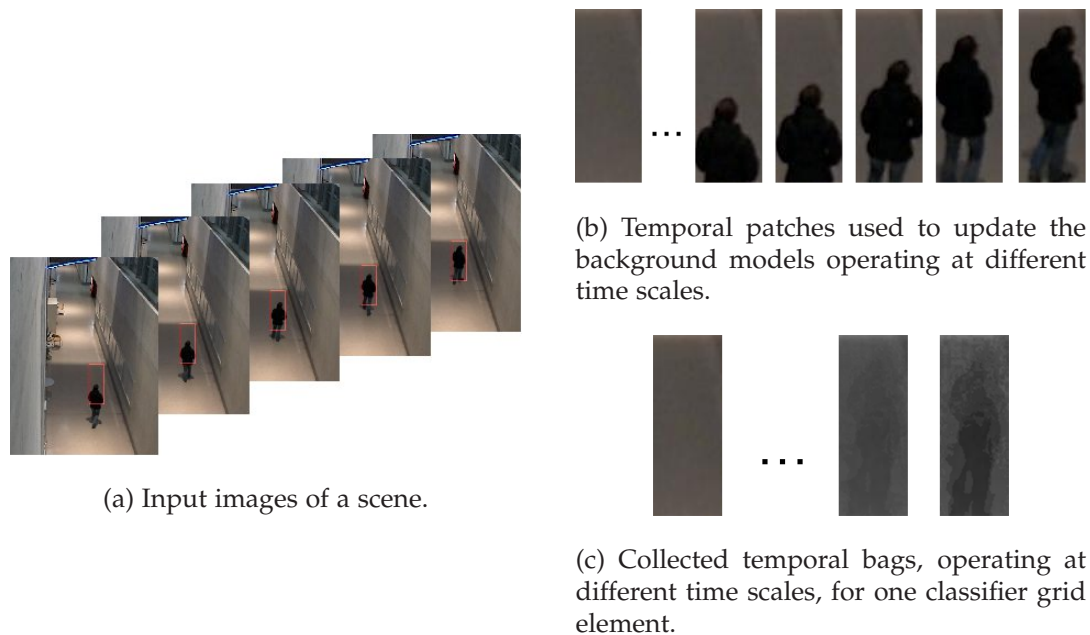 ...
(b) Temporal patches used to update the
background models operating at different
time scales.
(a) Input images of a scene.
...
(c) Collected temporal bags, operating at
different time scales, for one classifier grid
element.